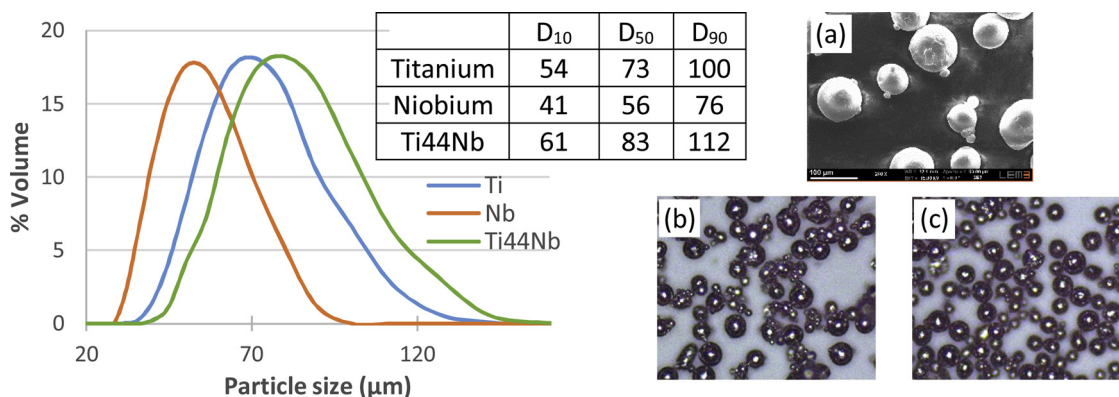 20
15
10
5
0
% Volume
20 70 120
Particle size (µm)
D10 D50 D90
Titanium 54 73 100
Niobium 41 56 76
Ti44Nb 61 83 112
Ti
Nb
Ti44Nb
(a)
100 µm
LEM3
(b)
(c)